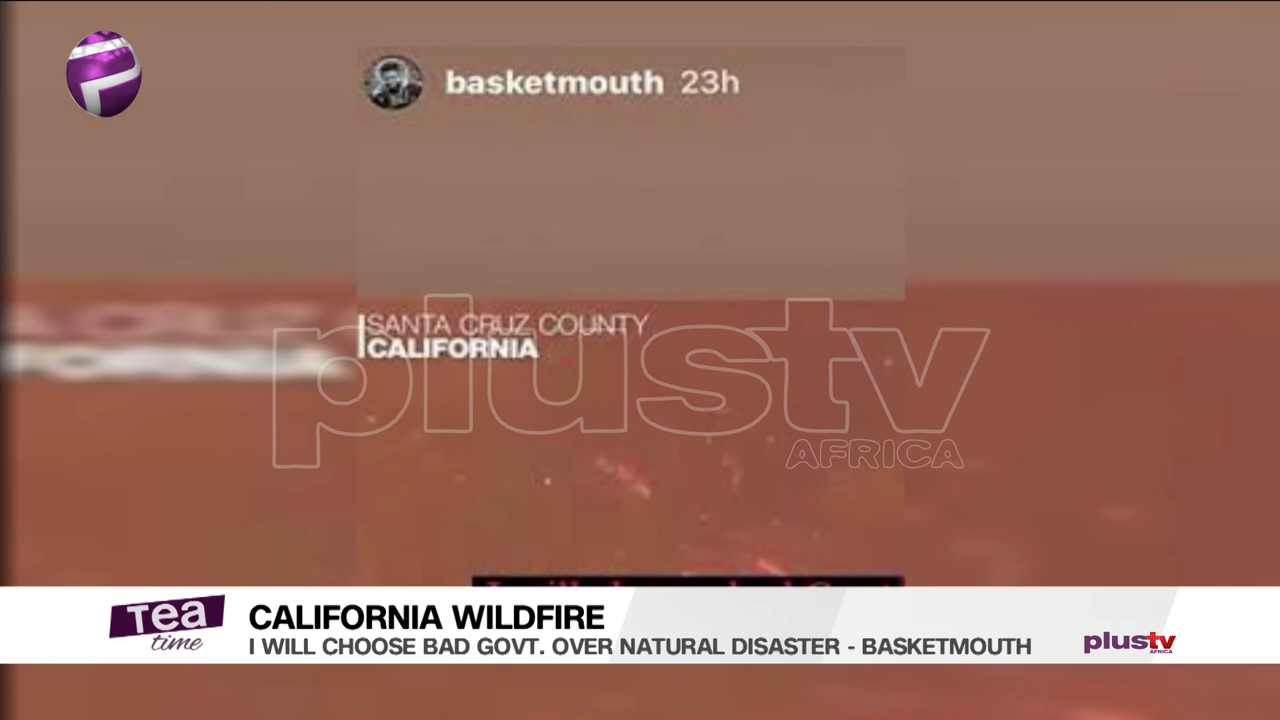 basketmouth 23h
SANTA CRUZ COUNTY
CALIFORNIA
plustv
AFRICA
Tea
time
CALIFORNIA WILDFIRE
I WILL CHOOSE BAD GOVT. OVER NATURAL DISASTER - BASKETMOUTH
plustv
AFRICA